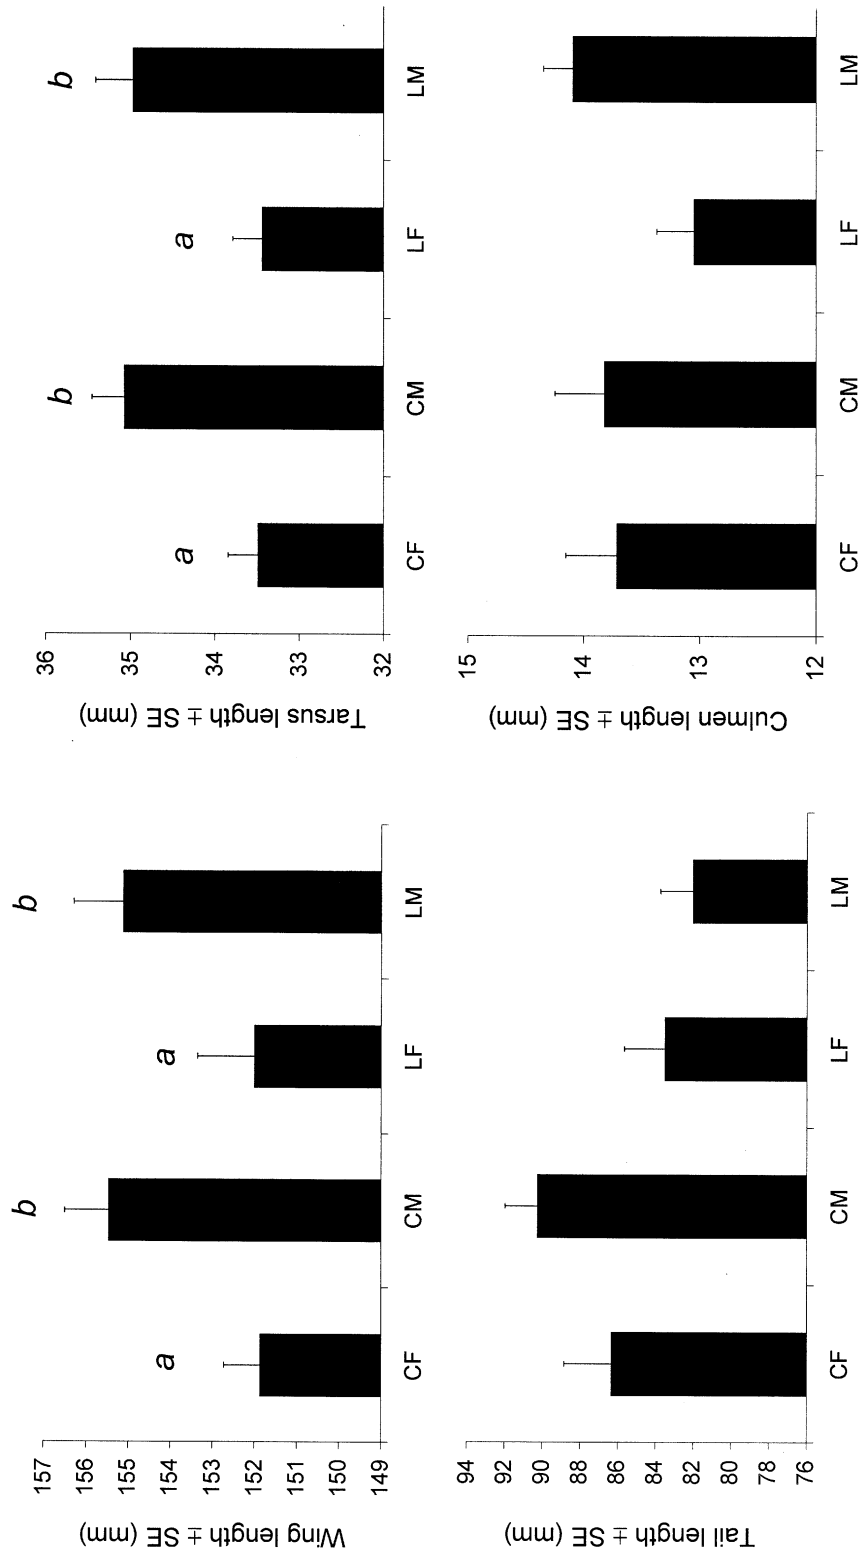 Wing length ± SE (mm)
157
156
155
154
153
152
151
150
149
a
b
a
b
CF
CM
LF
LM
Tarsus length ± SE (mm)
36
35
34
33
32
a
b
a
b
CF
CM
LF
LM
Tail length ± SE (mm)
94
92
90
88
86
84
82
80
78
76
CF
CM
LF
LM
Culmen length ± SE (mm)
15
14
13
12
CF
CM
LF
LM